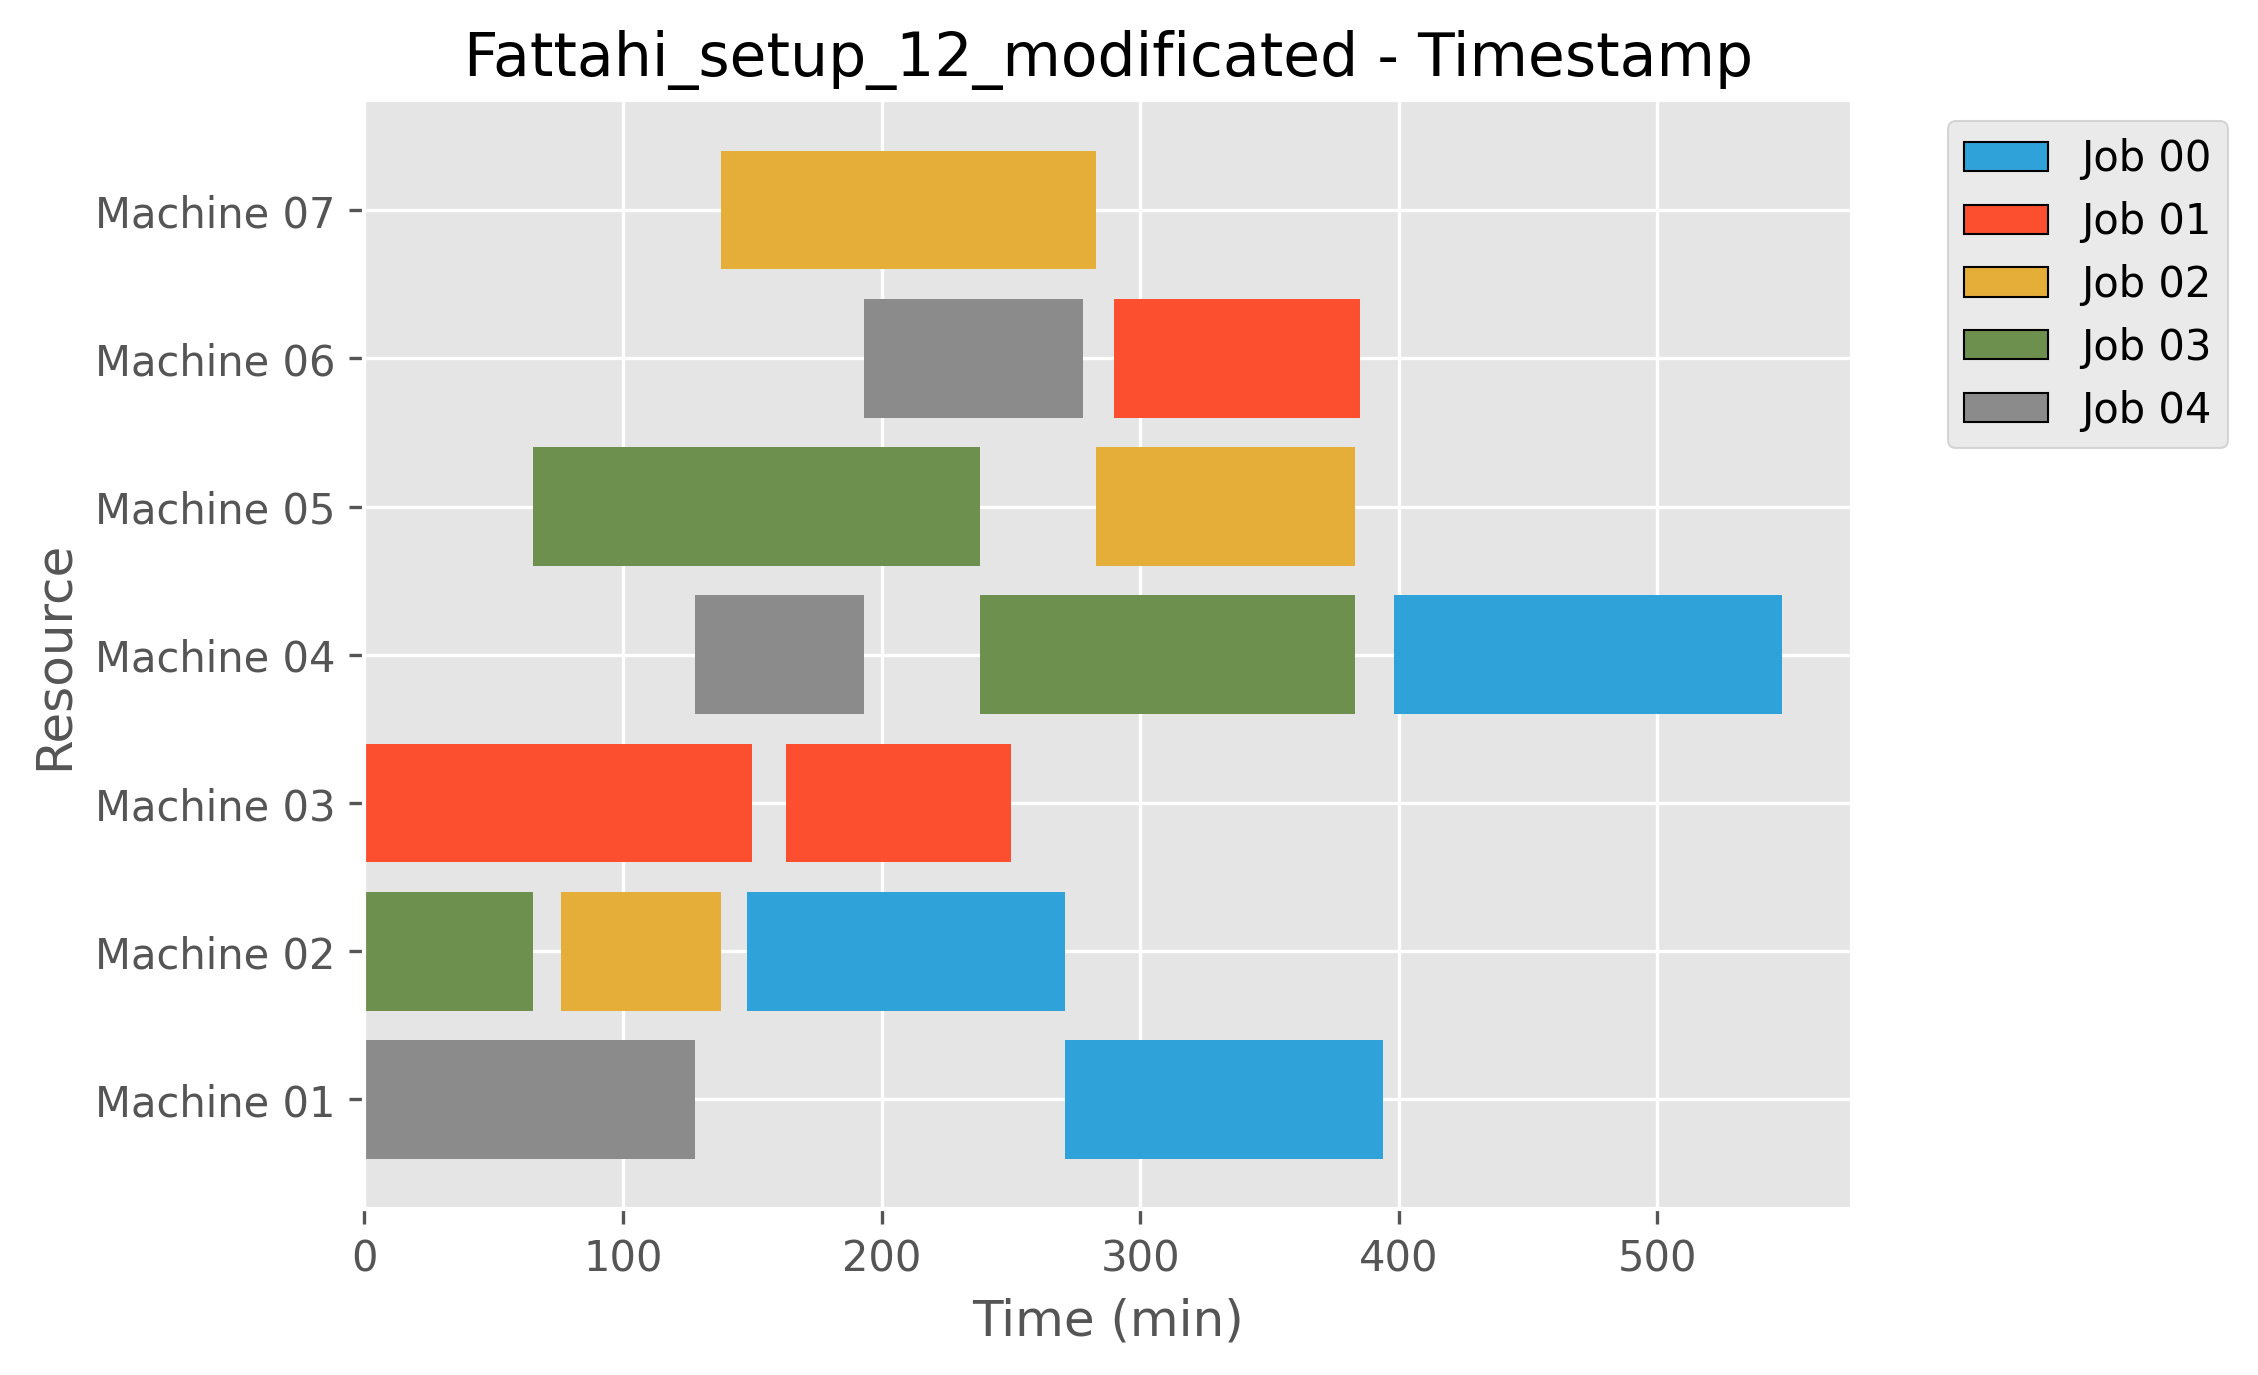 Fattahi_setup_12_modificated - Timestamp
Job 00
Job 01
Job 02
Job 03
Job 04
Resource
Machine 07
Machine 06
Machine 05
Machine 04
Machine 03
Machine 02
Machine 01
0 100 200 300 400 500
Time (min)